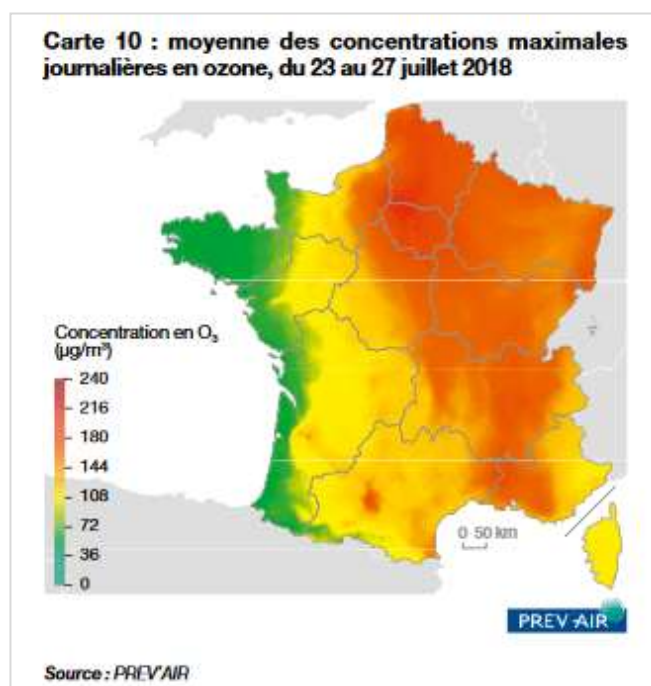 Carte 10 : moyenne des concentrations maximales
journalières en ozone, du 23 au 27 juillet 2018
Concentration en O₃
(µg/m³)
240
216
180
144
108
72
36
0
0 50 km
PREV AIR
Source : PREV'AIR